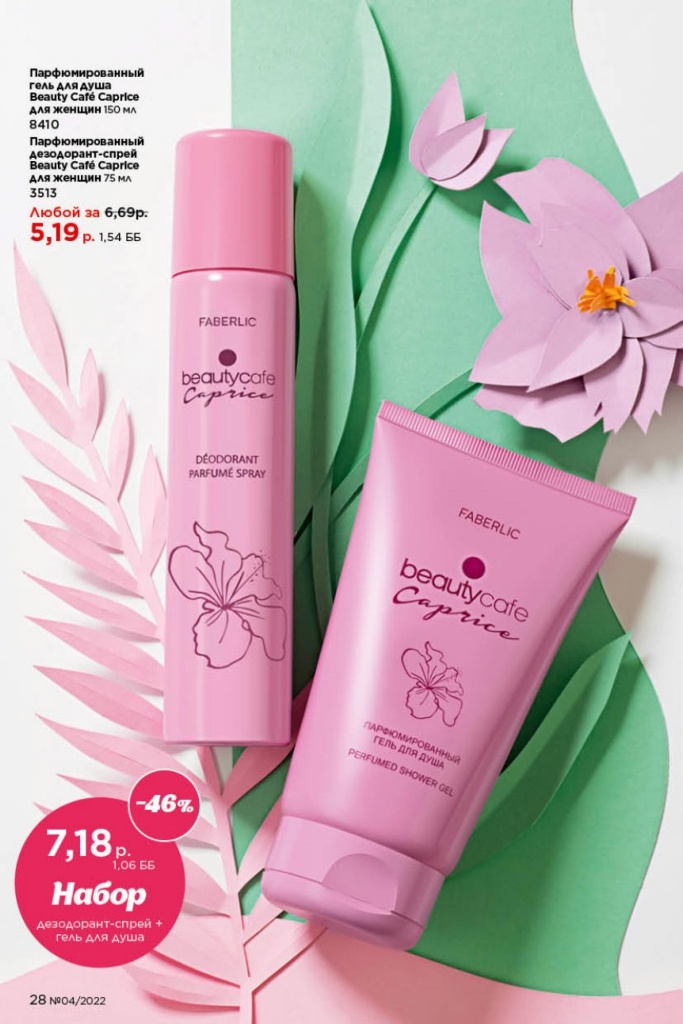 Парфюмированный
гель для душа
Beauty Café Caprice
для женщин 150 мл
8410
Парфюмированный
дезодорант-спрей
Beauty Café Caprice
для женщин 75 мл
3513
Любой за 6,69р.
5,19 р. 1,54 ББ
FABERLIC
beautycafe
Caprice
DÉODORANT
PARFUMÉ SPRAY
FABERLIC
beautycafe
Caprice
ПАРФЮМИРОВАННЫЙ
ГЕЛЬ ДЛЯ ДУША
PERFUMED SHOWER GEL
-46%
7,18 р.
1,06 ББ
Набор
дезодорант-спрей +
гель для душа
28 №04/2022